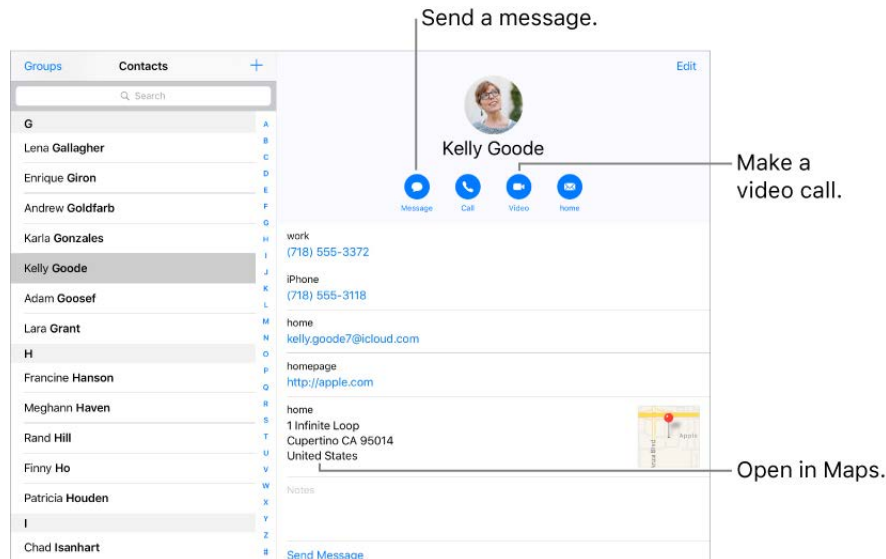 Send a message.
Groups
Contacts
+
Search
G
Lena Gallagher
Enrique Giron
Andrew Goldfarb
Karla Gonzales
Kelly Goode
Adam Goosef
Lara Grant
H
Francine Hanson
Meghann Haven
Rand Hill
Finny Ho
Patricia Houden
I
Chad Isanhart
A
B
C
D
E
F
G
H
I
J
K
L
M
N
O
P
Q
R
S
T
U
V
W
X
Y
Z
#
Edit
Kelly Goode
Message
Call
Video
home
Make a
video call.
work
(718) 555-3372
iPhone
(718) 555-3118
home
kelly.goode7@icloud.com
homepage
http://apple.com
home
1 Infinite Loop
Cupertino CA 95014
United States
Apple
Open in Maps.
Notes
Send Message